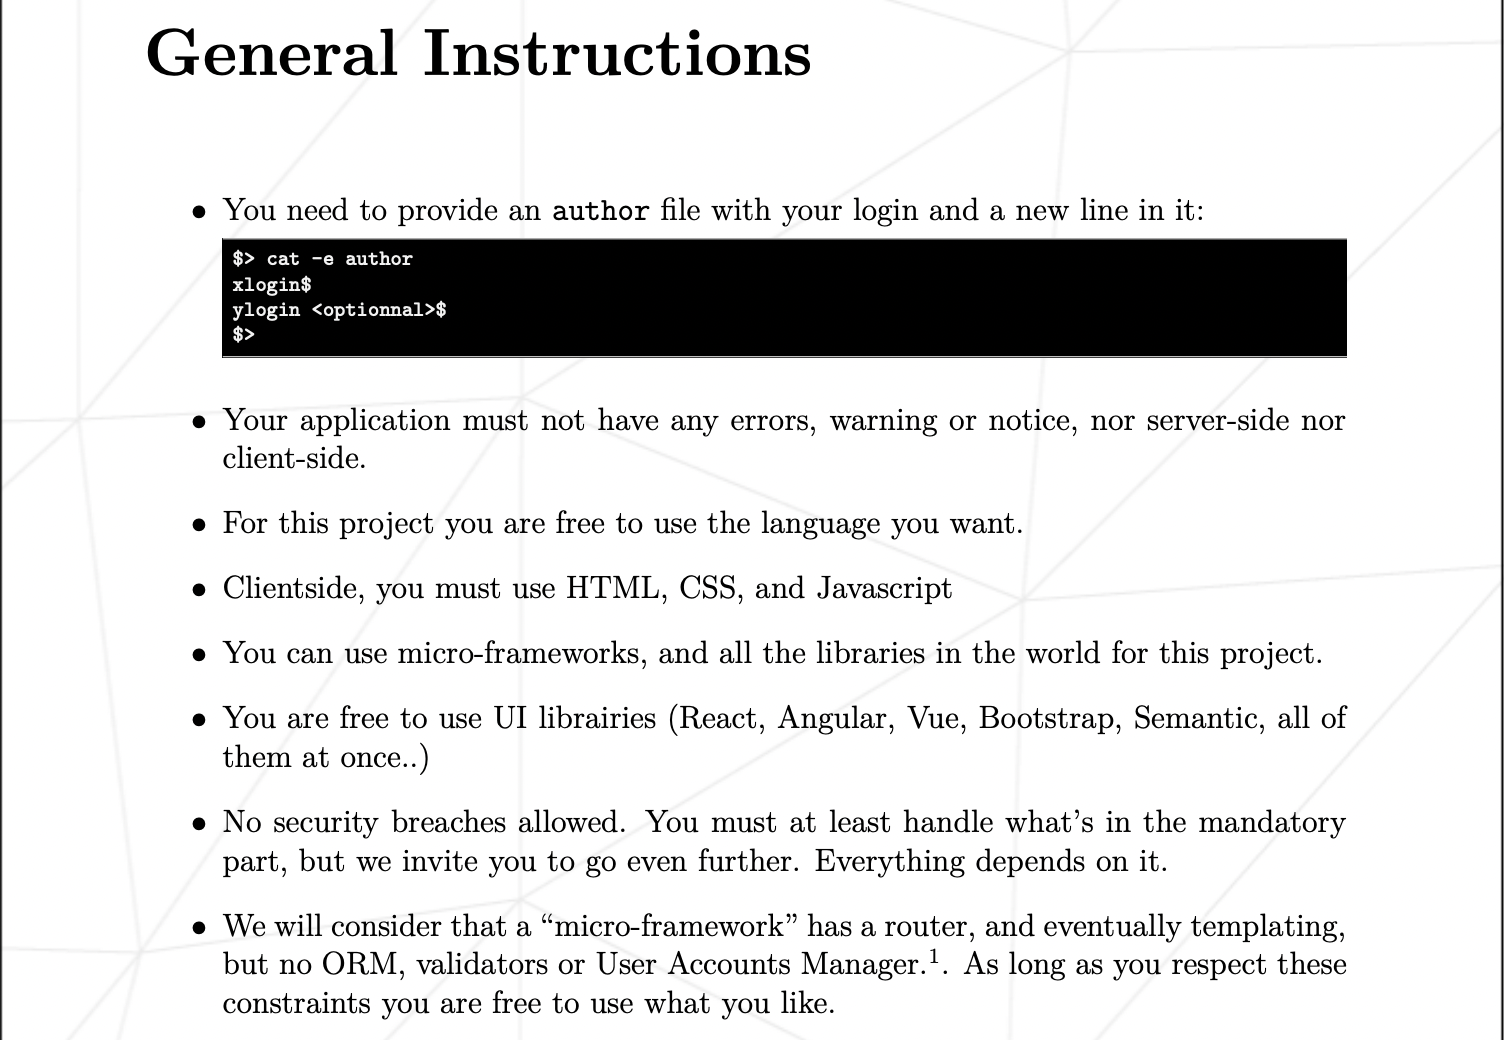 General Instructions
• You need to provide an author file with your login and a new line in it:
$> cat -e author
xlogin$
ylogin <optionnal>$
$>
• Your application must not have any errors, warning or notice, nor server-side nor
client-side.
• For this project you are free to use the language you want.
• Clientside, you must use HTML, CSS, and Javascript
• You can use micro-frameworks, and all the libraries in the world for this project.
• You are free to use UI librairies (React, Angular, Vue, Bootstrap, Semantic, all of
them at once..)
• No security breaches allowed. You must at least handle what's in the mandatory
part, but we invite you to go even further. Everything depends on it.
• We will consider that a “micro-framework” has a router, and eventually templating,
but no ORM, validators or User Accounts Manager.¹. As long as you respect these
constraints you are free to use what you like.